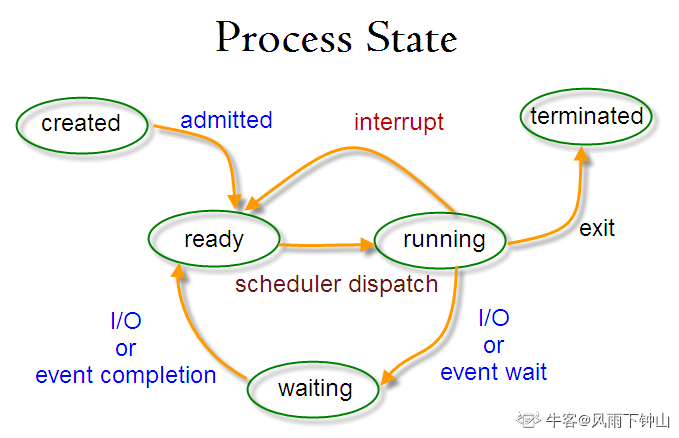 Process State
created
admitted
interrupt
terminated
ready
running
exit
scheduler dispatch
I/O
or
event completion
I/O
or
event wait
waiting
牛客@风雨下钟山